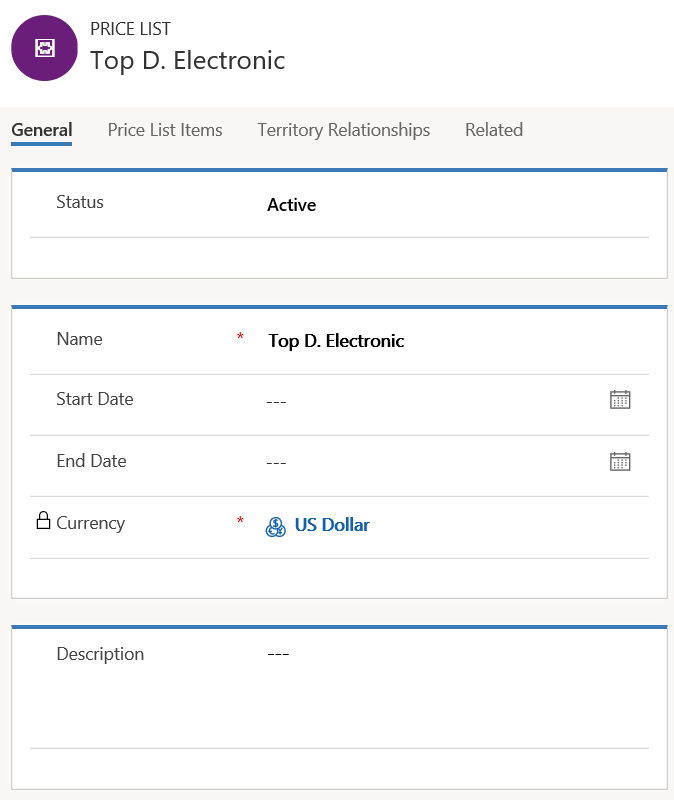 PRICE LIST
Top D. Electronic
General Price List Items Territory Relationships Related
Status Active
Name * Top D. Electronic
Start Date ---
End Date ---
Currency * US Dollar
Description ---